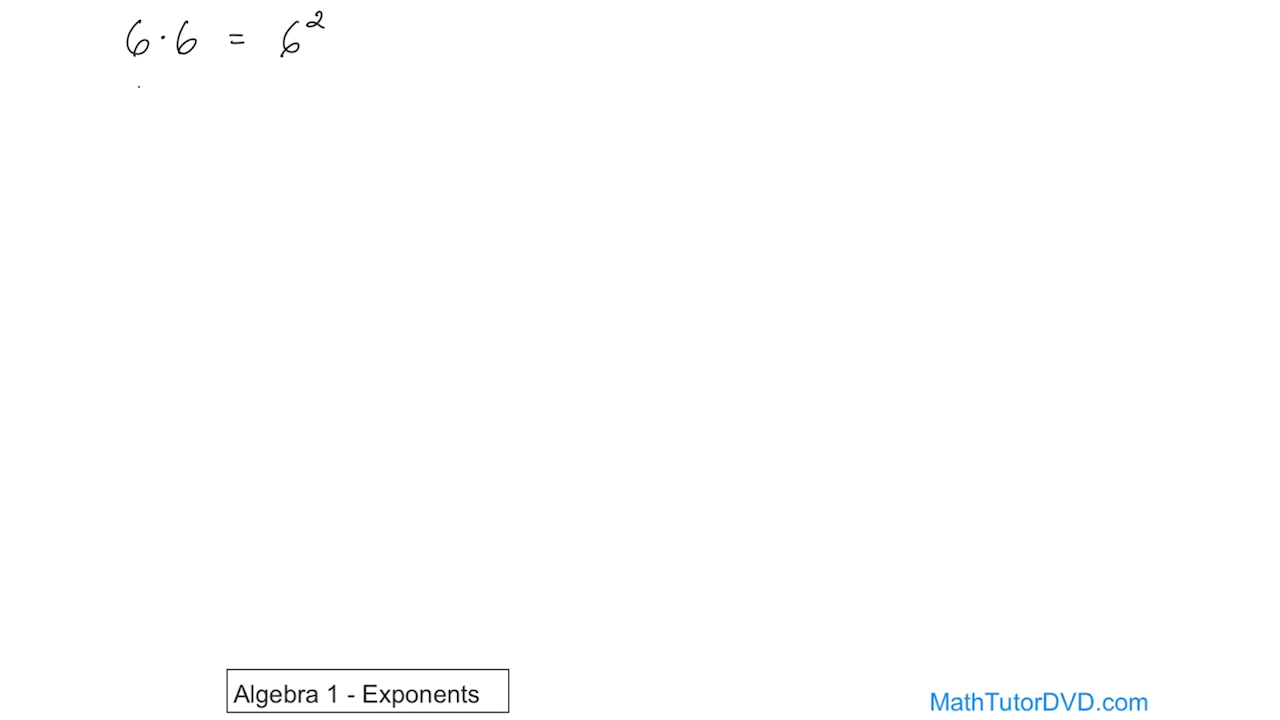 6 · 6 = 6²
Algebra 1 - Exponents
MathTutorDVD.com